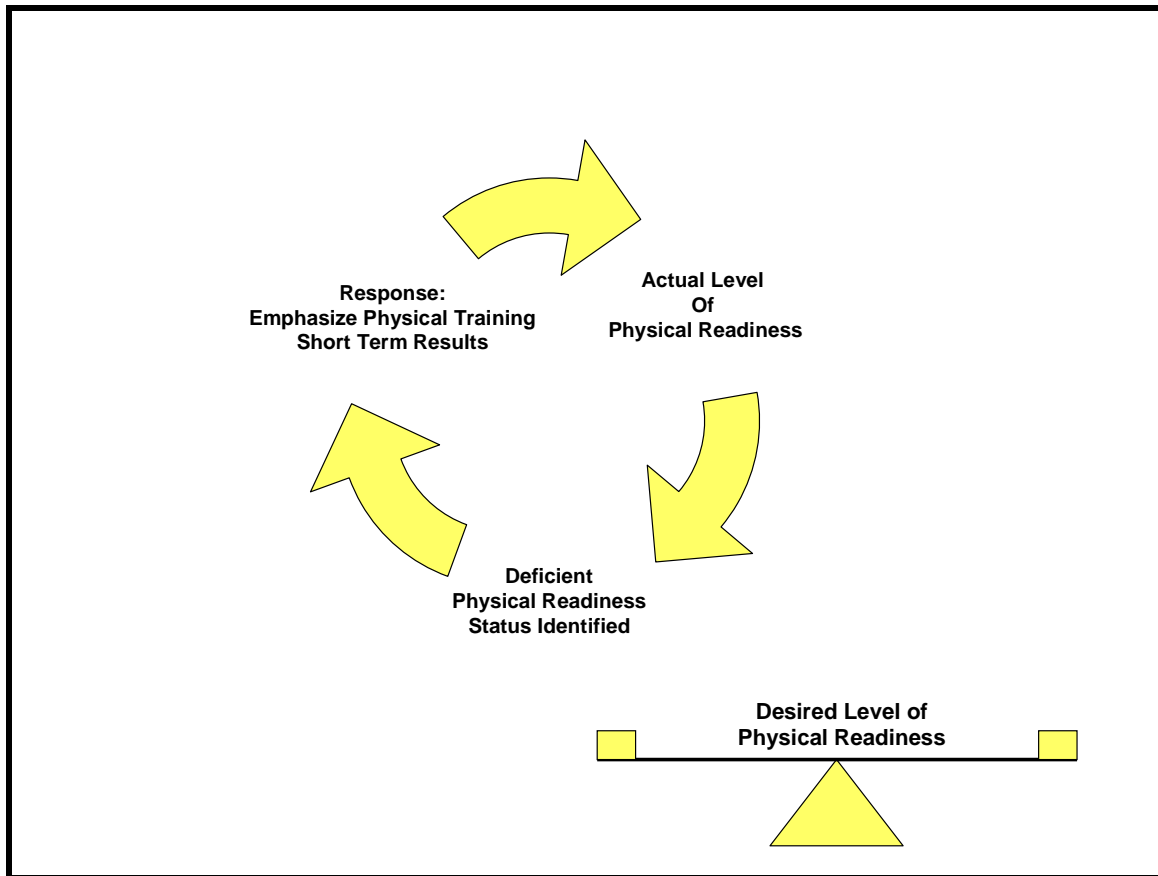 Response:
Emphasize Physical Training
Short Term Results
Actual Level
Of
Physical Readiness
Deficient
Physical Readiness
Status Identified
Desired Level of
Physical Readiness